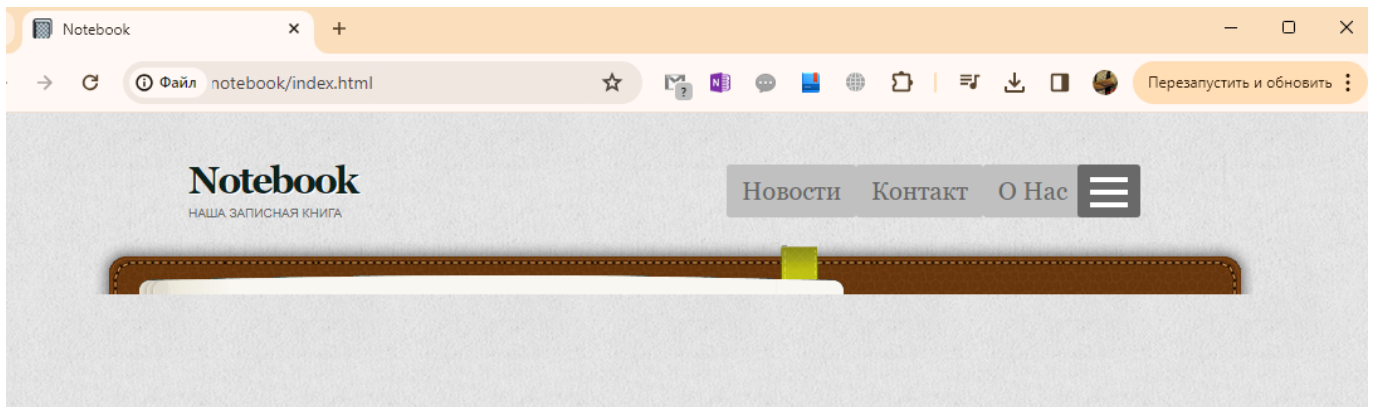 Notebook
Файл notebook/index.html
Перезапустить и обновить
Notebook
НАША ЗАПИСНАЯ КНИГА
Новости Контакт О Нас